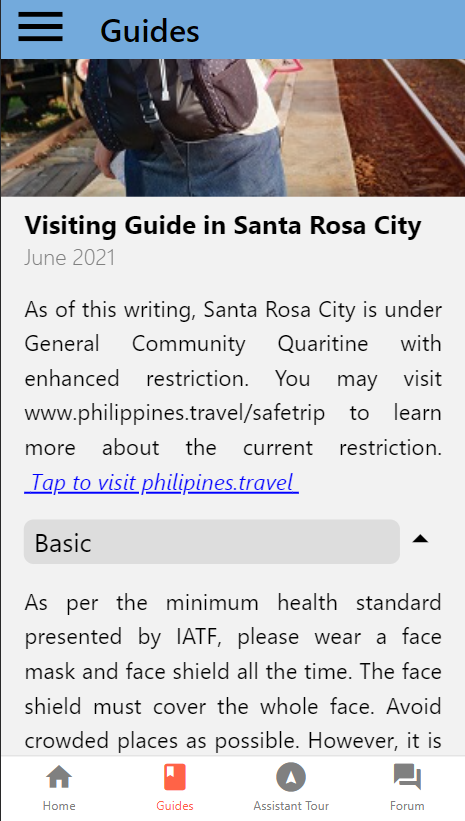 Guides
Visiting Guide in Santa Rosa City
June 2021
As of this writing, Santa Rosa City is under
General Community Quaritine with
enhanced restriction. You may visit
www.philippines.travel/safetrip to learn
more about the current restriction.
Tap to visit philipines.travel
Basic
As per the minimum health standard
presented by IATF, please wear a face
mask and face shield all the time. The face
shield must cover the whole face. Avoid
crowded places as possible. However, it is
Home
Guides
Assistant Tour
Forum